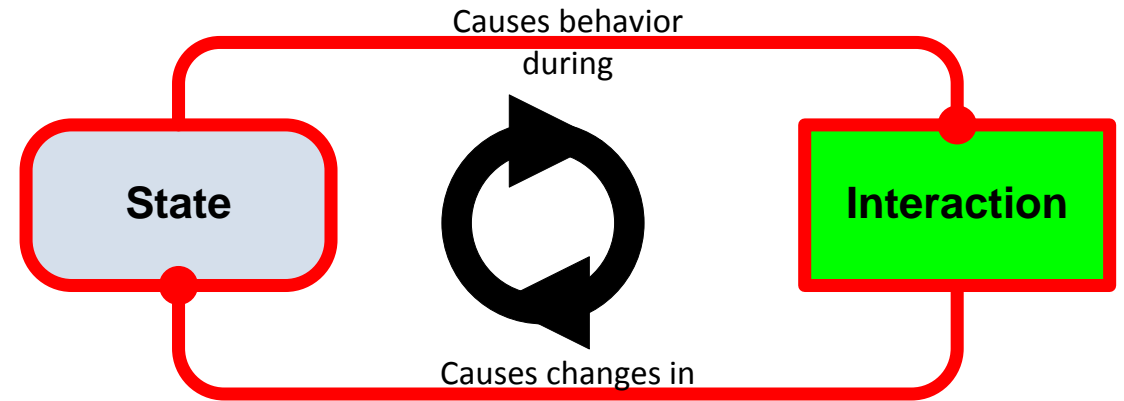 Causes behavior
during
State
Interaction
Causes changes in